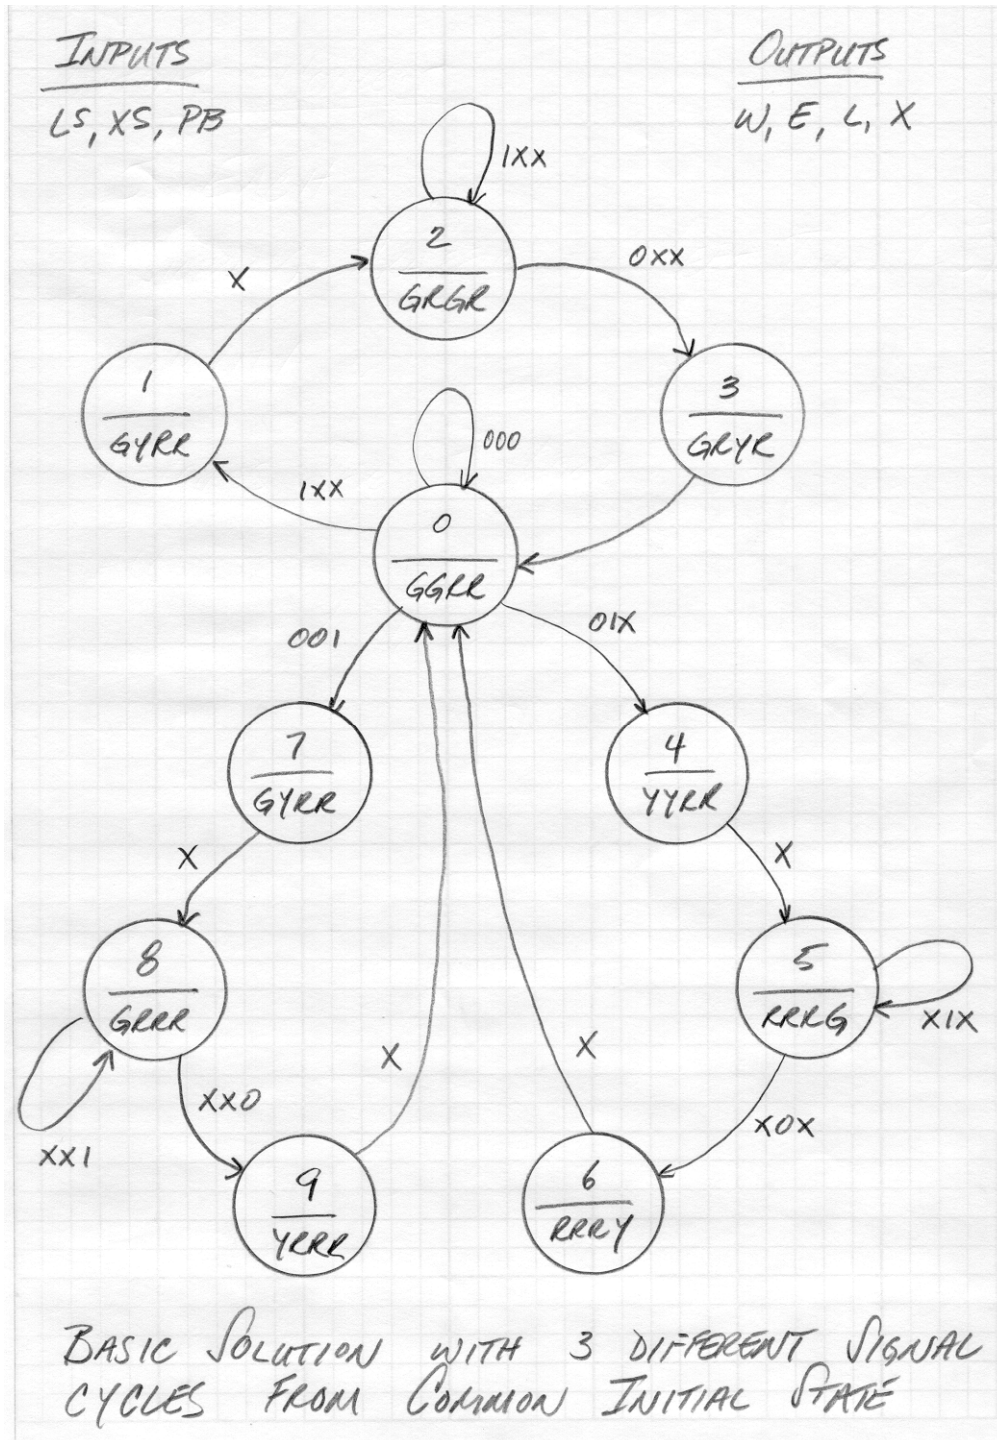 INPUTS
LS, XS, PB
OUTPUTS
W, E, L, X
1XX
2
GRGR
X
0XX
1
GYRR
3
GRYR
000
1XX
0
GGRR
001
01X
7
GYRR
4
YYRR
X
X
8
GRRR
5
RRRG
X1X
XX0
X
X
X0X
XX1
9
YRRR
6
RRRY
BASIC SOLUTION WITH 3 DIFFERENT SIGNAL
CYCLES FROM COMMON INITIAL STATE